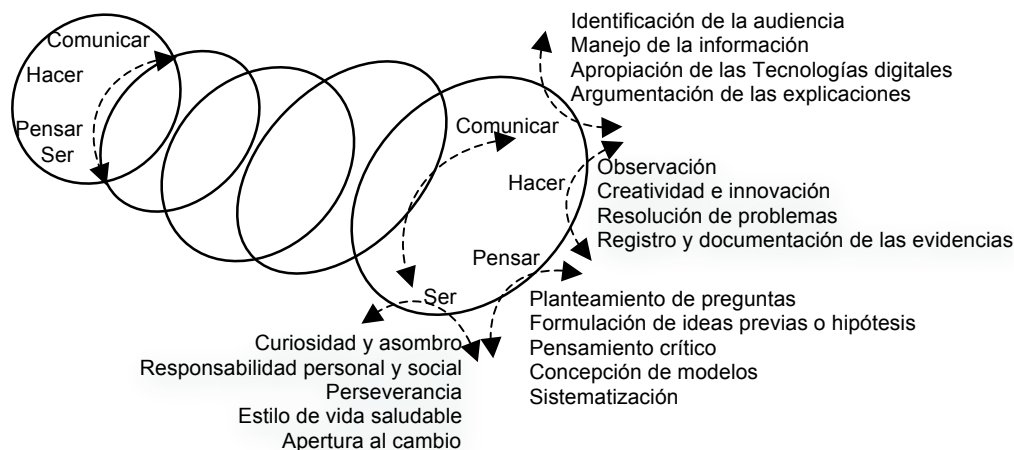 Comunicar
Hacer
Pensar
Ser
Identificación de la audiencia
Manejo de la información
Apropiación de las Tecnologías digitales
Argumentación de las explicaciones
Comunicar
Hacer
Pensar
Ser
Observación
Creatividad e innovación
Resolución de problemas
Registro y documentación de las evidencias
Planteamiento de preguntas
Formulación de ideas previas o hipótesis
Pensamiento crítico
Concepción de modelos
Sistematización
Curiosidad y asombro
Responsabilidad personal y social
Perseverancia
Estilo de vida saludable
Apertura al cambio